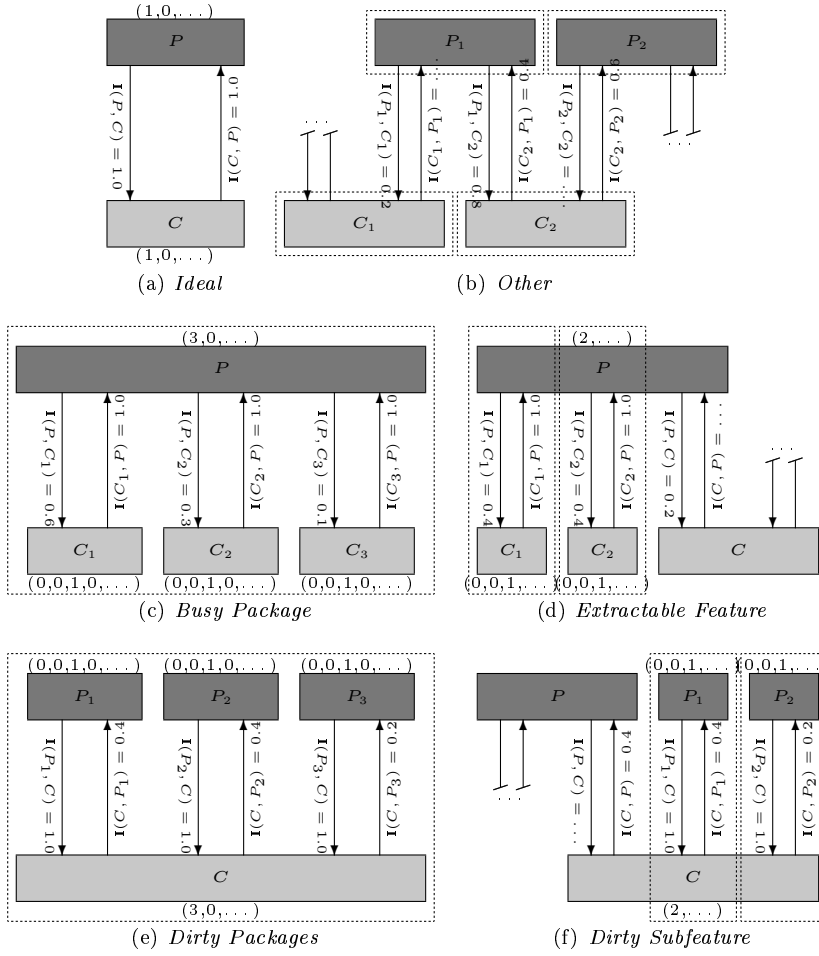 (1,0,...)
P
I(P, C) = 1.0
I(C, P) = 1.0
C
(1,0,...)
(a) Ideal
P1
P2
...
I(P1, C1) = 0.2
I(C1, P1) = ...
I(P1, C2) = 0.8
I(C2, P1) = 0.4
I(P2, C2) = ...
I(C2, P2) = 0.6
...
C1
C2
(b) Other
(3,0,...)
P
I(P, C1) = 0.6
I(C1, P) = 1.0
I(P, C2) = 0.3
I(C2, P) = 1.0
I(P, C3) = 0.1
I(C3, P) = 1.0
C1
C2
C3
(0,0,1,0,...)
(0,0,1,0,...)
(0,0,1,0,...)
(c) Busy Package
(2,...)
P
I(P, C1) = 0.4
I(C1, P) = 1.0
I(P, C2) = 0.4
I(C2, P) = 1.0
I(P, C) = 0.2
I(C, P) = ...
...
C1
C2
C
(0,0,1,...)
(0,0,1,...)
(d) Extractable Feature
(0,0,1,0,...)
(0,0,1,0,...)
(0,0,1,0,...)
P1
P2
P3
I(P1, C) = 1.0
I(C, P1) = 0.4
I(P2, C) = 1.0
I(C, P2) = 0.4
I(P3, C) = 1.0
I(C, P3) = 0.2
C
(3,0,...)
(e) Dirty Packages
(0,0,1,...)
(0,0,1,...)
P
P1
P2
...
I(P, C) = ...
I(C, P) = 0.4
I(P1, C) = 1.0
I(C, P1) = 0.4
I(P2, C) = 1.0
I(C, P2) = 0.2
C
(2,...)
(f) Dirty Subfeature